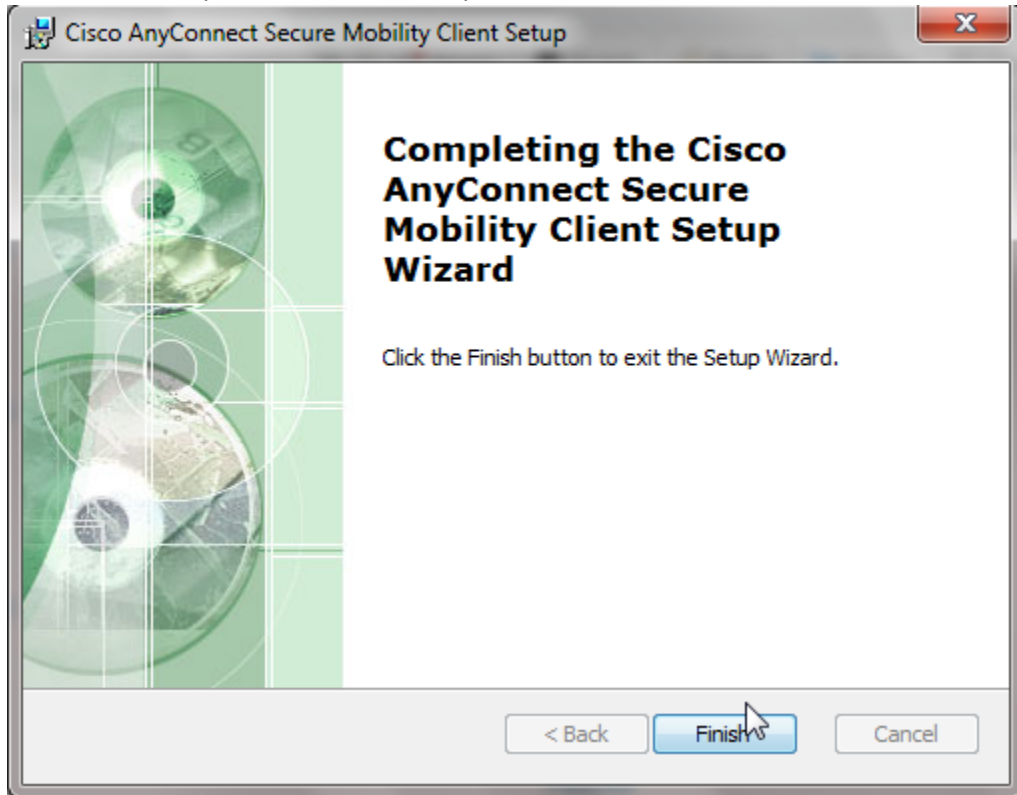 Cisco AnyConnect Secure Mobility Client Setup
Completing the Cisco
AnyConnect Secure
Mobility Client Setup
Wizard
Click the Finish button to exit the Setup Wizard.
< Back
Finish
Cancel